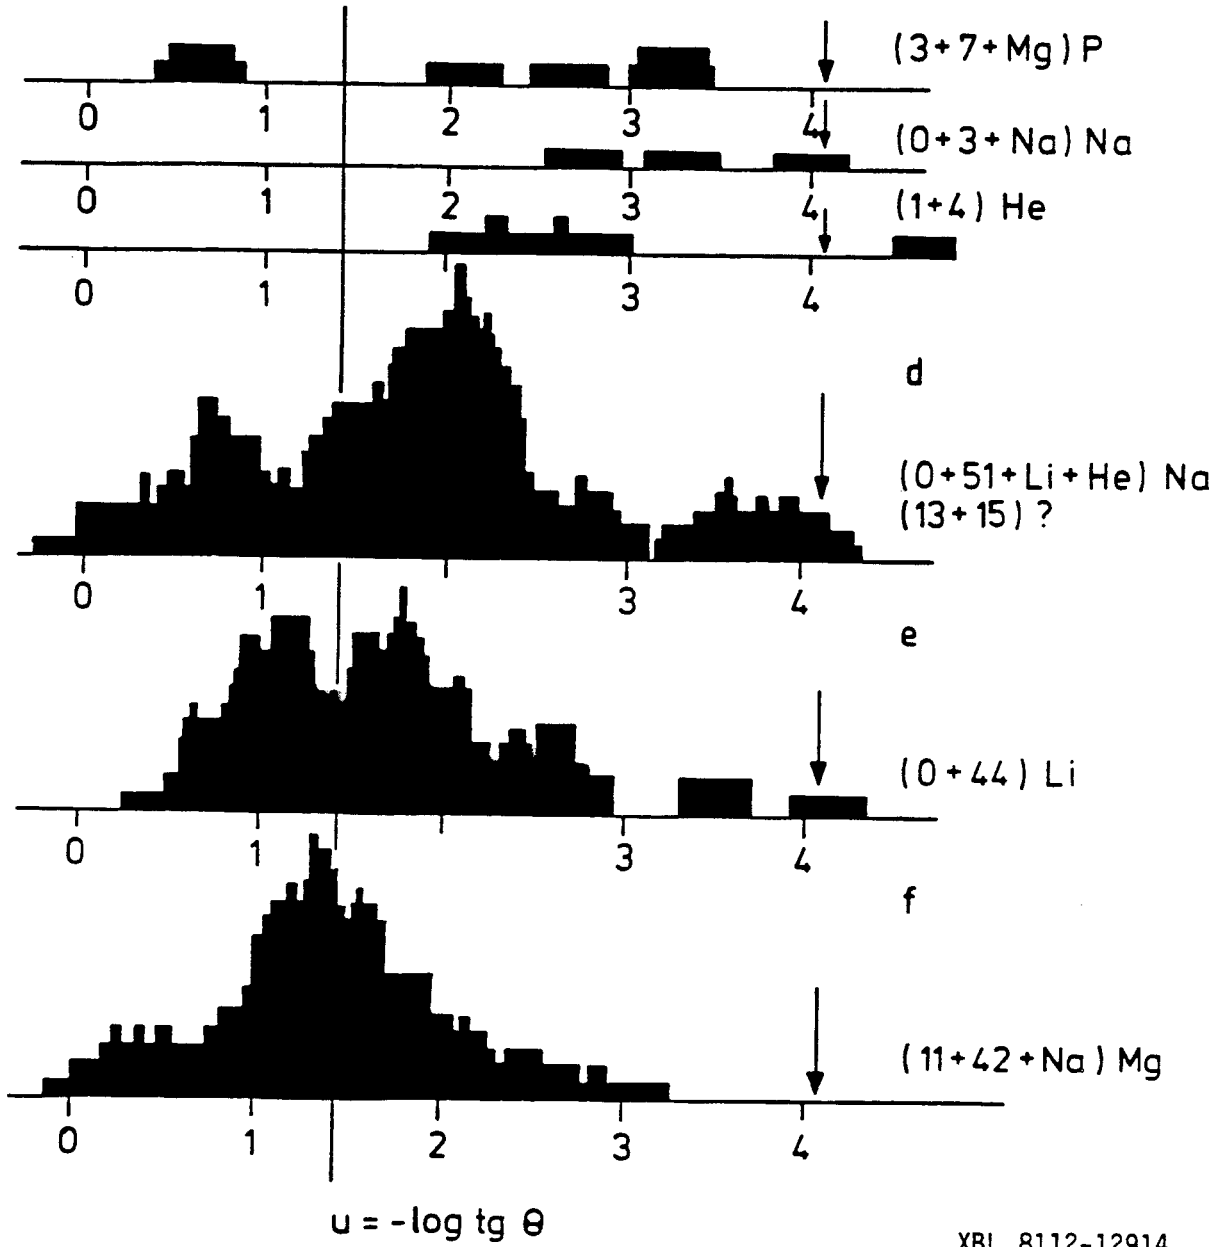 (3+7+Mg) P
0 1 2 3 4
(0+3+Na) Na
0 1 2 3 4
(1+4) He
0 1 3 4
d
(0+51+Li+He) Na
(13+15) ?
0 1 3 4
e
(0+44) Li
0 1 3 4
f
(11+42+Na) Mg
0 1 2 3 4
u = -log tg θ
XBL 8112-12914